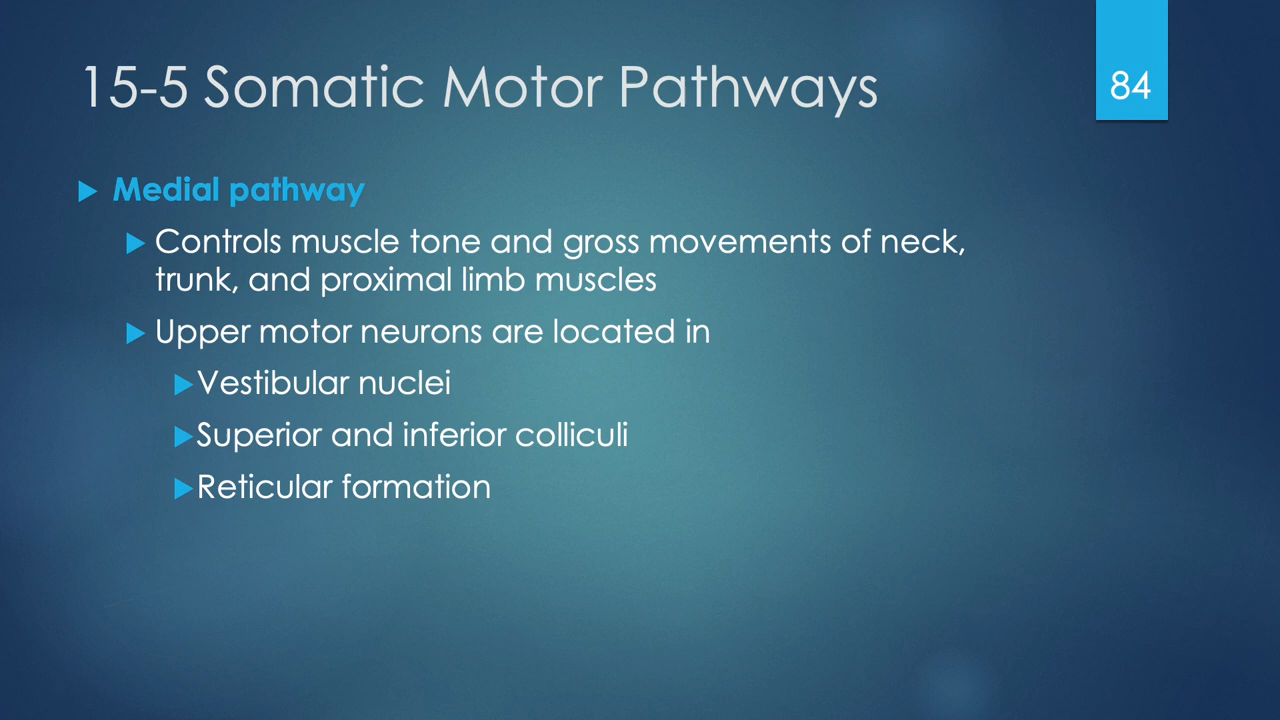 15-5 Somatic Motor Pathways
84
Medial pathway
Controls muscle tone and gross movements of neck,
trunk, and proximal limb muscles
Upper motor neurons are located in
Vestibular nuclei
Superior and inferior colliculi
Reticular formation